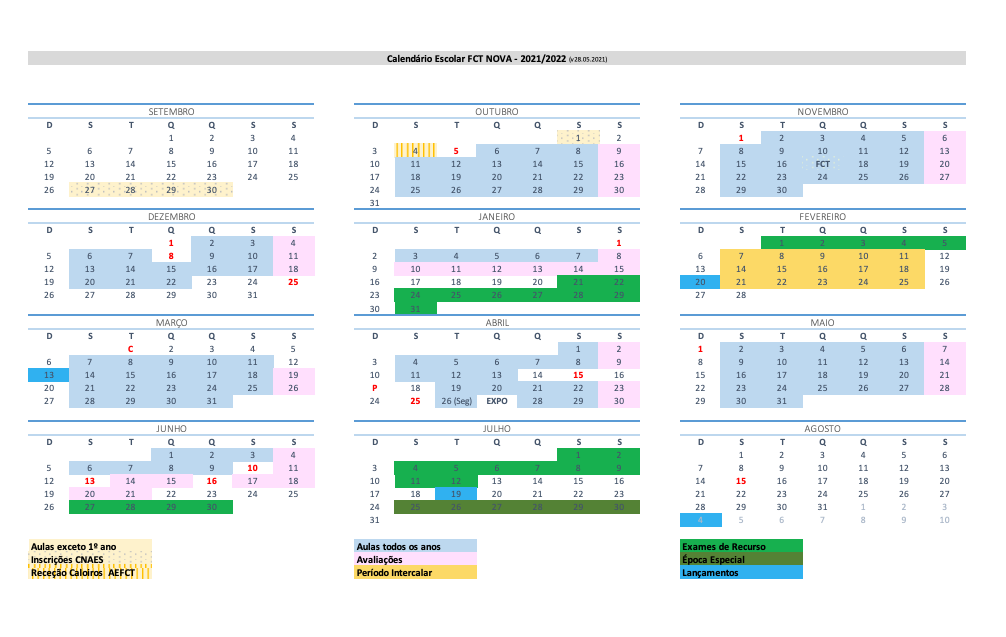 Calendário Escolar FCT NOVA - 2021/2022 (v28.05.2021)
SETEMBRO OUTUBRO NOVEMBRO
D S T Q Q S S D S T Q Q S S D S T Q Q S S
1 2 3 4 1 2 1 2 3 4 5 6
5 6 7 8 9 10 11 3 4 5 6 7 8 9 7 8 9 10 11 12 13
12 13 14 15 16 17 18 10 11 12 13 14 15 16 14 15 16 FCT 18 19 20
19 20 21 22 23 24 25 17 18 19 20 21 22 23 21 22 23 24 25 26 27
26 27 28 29 30 24 25 26 27 28 29 30 28 29 30
31
DEZEMBRO JANEIRO FEVEREIRO
D S T Q Q S S D S T Q Q S S D S T Q Q S S
1 2 3 4 1 1 2 3 4 5
5 6 7 8 9 10 11 2 3 4 5 6 7 8 6 7 8 9 10 11 12
12 13 14 15 16 17 18 9 10 11 12 13 14 15 13 14 15 16 17 18 19
19 20 21 22 23 24 25 16 17 18 19 20 21 22 20 21 22 23 24 25 26
26 27 28 29 30 31 23 24 25 26 27 28 29 27 28
30 31
MARÇO ABRIL MAIO
D S T Q Q S S D S T Q Q S S D S T Q Q S S
C 2 3 4 5 1 2 1 2 3 4 5 6 7
6 7 8 9 10 11 12 3 4 5 6 7 8 9 8 9 10 11 12 13 14
13 14 15 16 17 18 19 10 11 12 13 14 15 16 15 16 17 18 19 20 21
20 21 22 23 24 25 26 P 18 19 20 21 22 23 22 23 24 25 26 27 28
27 28 29 30 31 24 25 26 (Seg) EXPO 28 29 30 29 30 31
JUNHO JULHO AGOSTO
D S T Q Q S S D S T Q Q S S D S T Q Q S S
1 2 3 4 1 2 1 2 3 4 5 6
5 6 7 8 9 10 11 3 4 5 6 7 8 9 7 8 9 10 11 12 13
12 13 14 15 16 17 18 10 11 12 13 14 15 16 14 15 16 17 18 19 20
19 20 21 22 23 24 25 17 18 19 20 21 22 23 21 22 23 24 25 26 27
26 27 28 29 30 24 25 26 27 28 29 30 28 29 30 31 1 2 3
31 4 5 6 7 8 9 10
Aulas exceto 1º ano Aulas todos os anos Exames de Recurso
Inscrições CNAES Avaliações Época Especial
Receção Caloiros AEFCT Período Intercalar Lançamentos